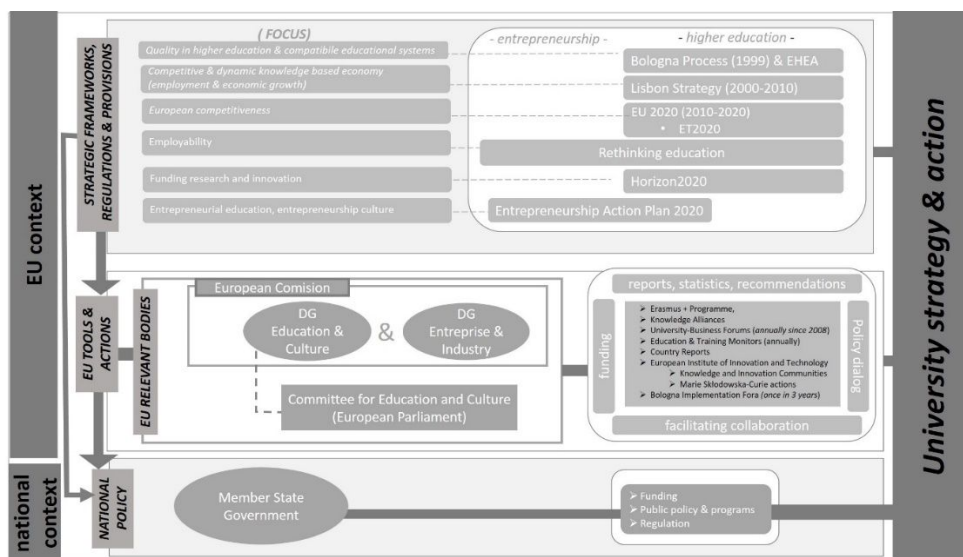 EU context
national
context
STRATEGIC FRAMEWORKS,
REGULATIONS & PROVISIONS
( FOCUS)
Quality in higher education & compatibile educational systems
Competitive & dynamic knowledge based economy
(employment & economic growth)
European competitiveness
Employability
Funding research and innovation
Entrepreneurial education, entrepreneurship culture
- entrepreneurship -
- higher education -
Bologna Process (1999) & EHEA
Lisbon Strategy (2000-2010)
EU 2020 (2010-2020)
• ET2020
Rethinking education
Horizon2020
Entrepreneurship Action Plan 2020
EU TOOLS &
ACTIONS
EU RELEVANT BODIES
European Comision
DG
Education &
Culture
&
DG
Entreprise &
Industry
Committee for Education and Culture
(European Parliament)
reports, statistics, recommendations
funding
➢ Erasmus + Programme,
➢ Knowledge Alliances
➢ University-Business Forums (annually since 2008)
➢ Education & Training Monitors (annually)
➢ Country Reports
➢ European Institute of Innovation and Technology
➢ Knowledge and Innovation Communities
➢ Marie Skłodowska-Curie actions
➢ Bologna Implementation Fora (once in 3 years)
Policy dialog
facilitating collaboration
NATIONAL
POLICY
Member State
Government
➢ Funding
➢ Public policy & programs
➢ Regulation
University strategy & action